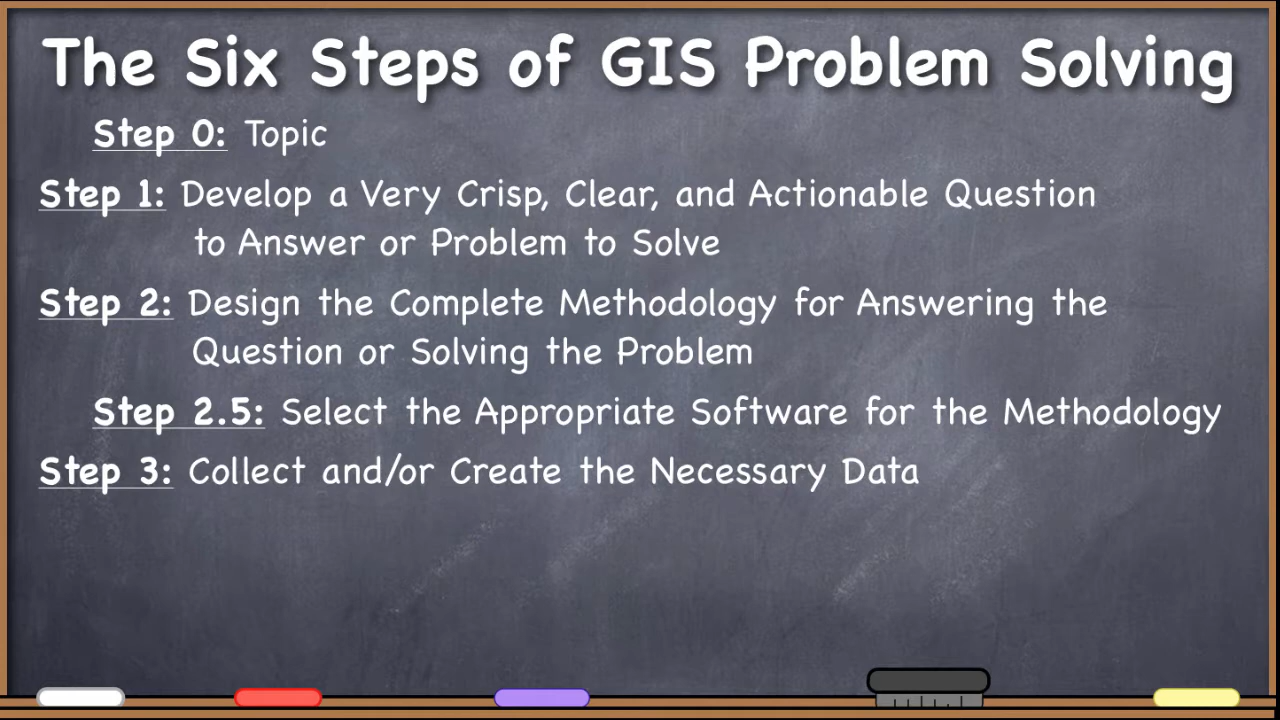 The Six Steps of GIS Problem Solving
Step 0: Topic
Step 1: Develop a Very Crisp, Clear, and Actionable Question
to Answer or Problem to Solve
Step 2: Design the Complete Methodology for Answering the
Question or Solving the Problem
Step 2.5: Select the Appropriate Software for the Methodology
Step 3: Collect and/or Create the Necessary Data